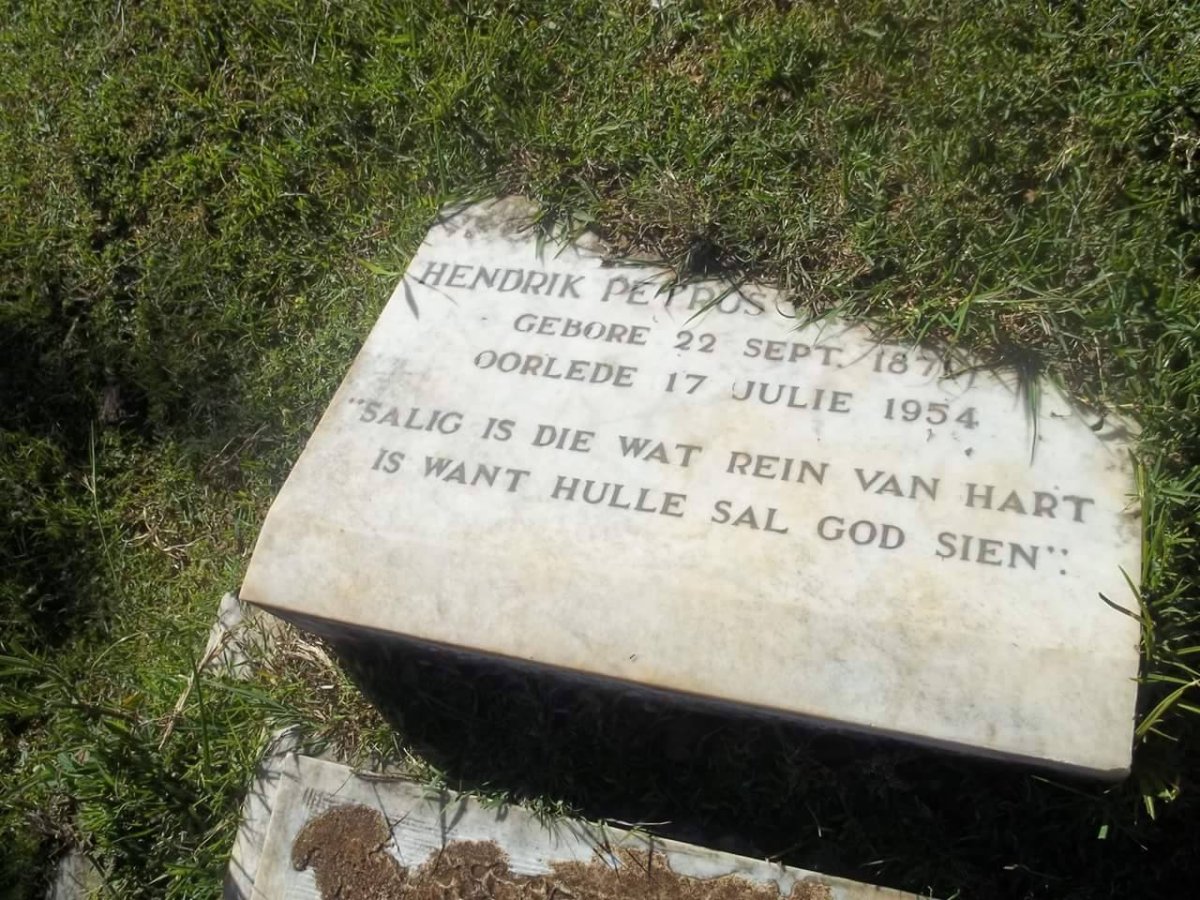 HENDRIK PETRUS
GEBORE 22 SEPT.
OORLEDE 17 JULIE 1954
"SALIG IS DIE WAT REIN VAN HART
IS WANT HULLE SAL GOD SIEN":